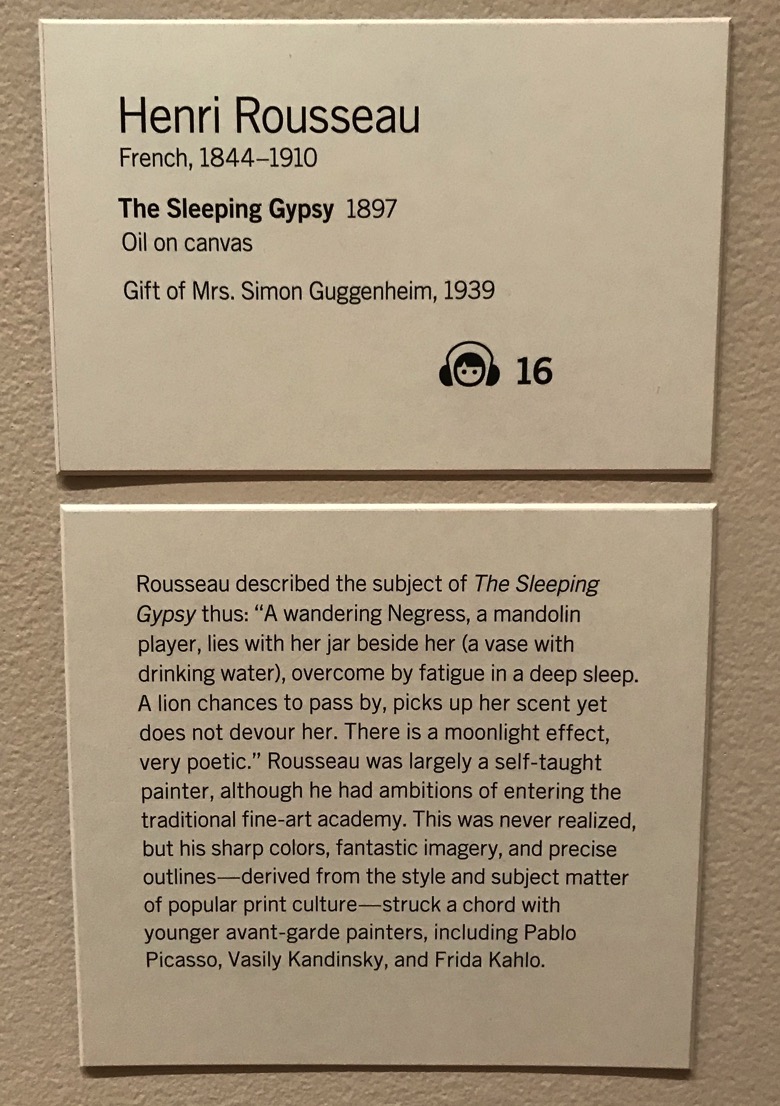 Henri Rousseau
French, 1844–1910
The Sleeping Gypsy 1897
Oil on canvas
Gift of Mrs. Simon Guggenheim, 1939
16
Rousseau described the subject of The Sleeping
Gypsy thus: “A wandering Negress, a mandolin
player, lies with her jar beside her (a vase with
drinking water), overcome by fatigue in a deep sleep.
A lion chances to pass by, picks up her scent yet
does not devour her. There is a moonlight effect,
very poetic.” Rousseau was largely a self-taught
painter, although he had ambitions of entering the
traditional fine-art academy. This was never realized,
but his sharp colors, fantastic imagery, and precise
outlines—derived from the style and subject matter
of popular print culture—struck a chord with
younger avant-garde painters, including Pablo
Picasso, Vasily Kandinsky, and Frida Kahlo.